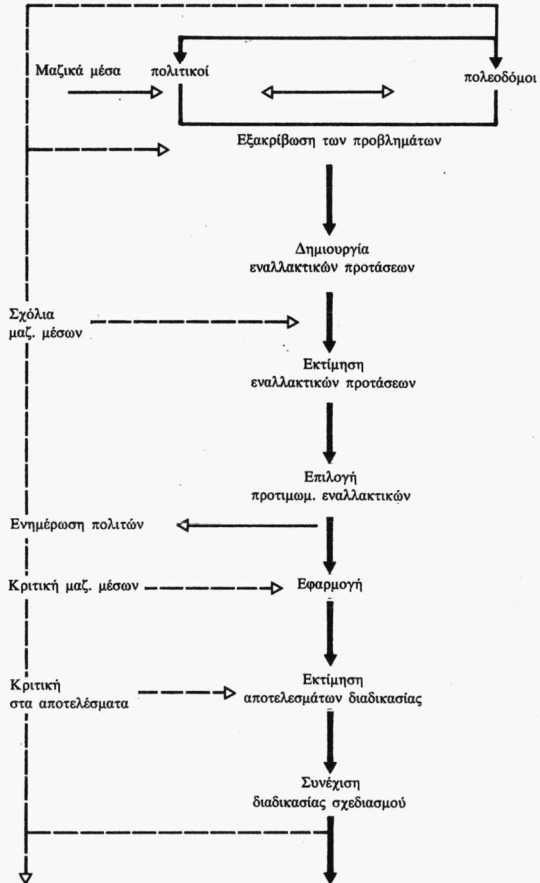 Μαζικά μέσα
πολιτικοί
πολεοδόμοι
Εξακρίβωση των προβλημάτων
Δημιουργία
εναλλακτικών προτάσεων
Σχόλια
μαζ. μέσων
Εκτίμηση
εναλλακτικών προτάσεων
Επιλογή
προτιμωμ. εναλλακτικών
Ενημέρωση πολιτών
Κριτική μαζ. μέσων
Εφαρμογή
Κριτική
στα αποτελέσματα
Εκτίμηση
αποτελεσμάτων διαδικασίας
Συνέχιση
διαδικασίας σχεδιασμού